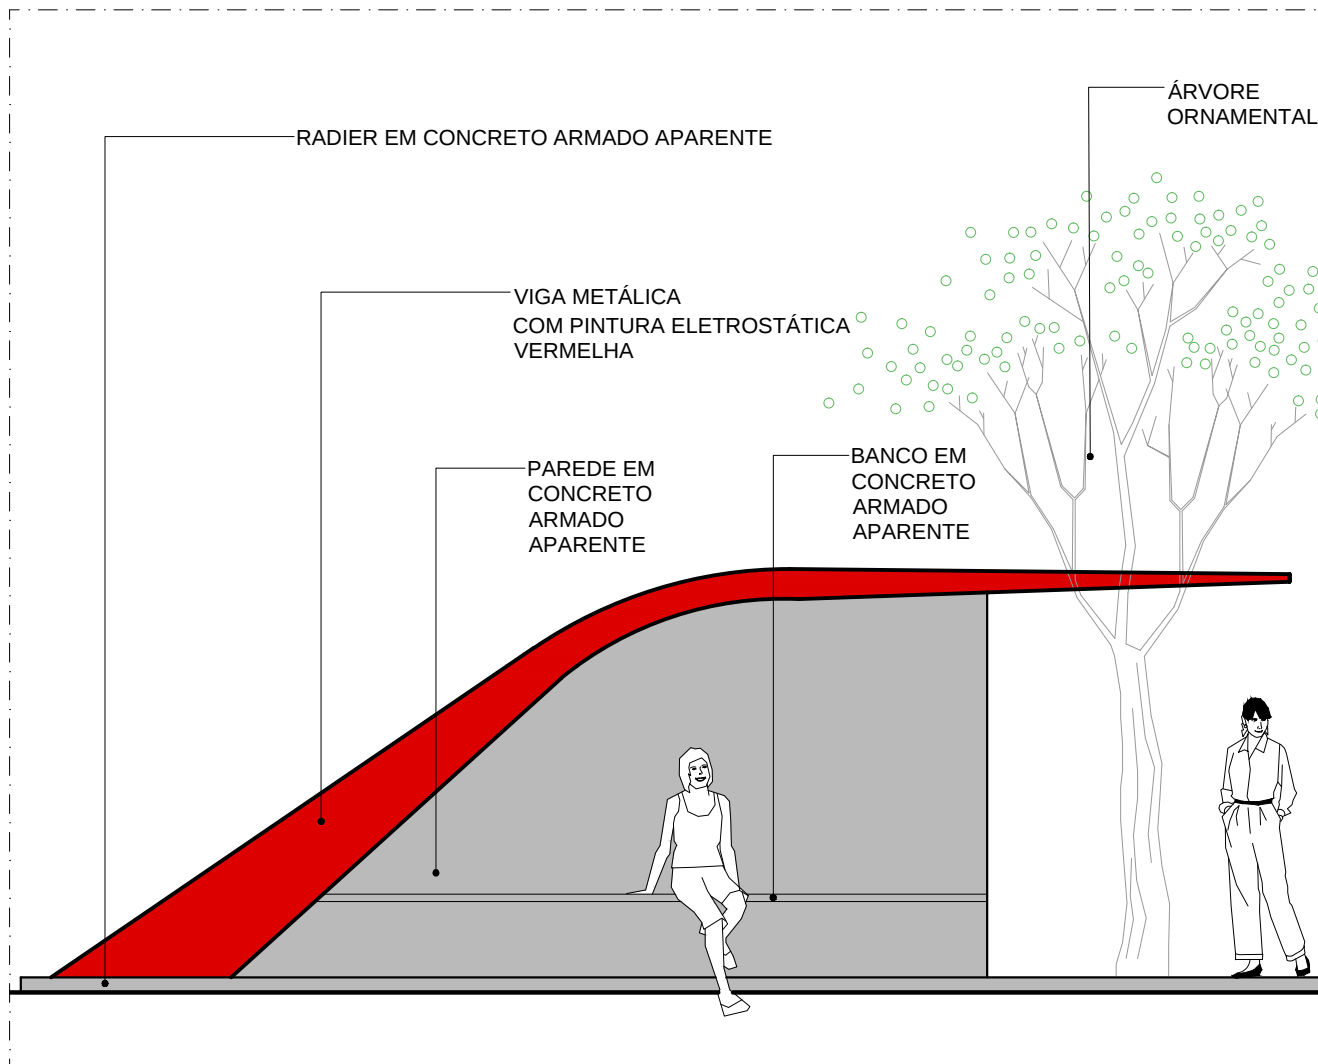 ÁRVORE
ORNAMENTAL
RADIER EM CONCRETO ARMADO APARENTE
VIGA METÁLICA
COM PINTURA ELETROSTÁTICA
VERMELHA
PAREDE EM
CONCRETO
ARMADO
APARENTE
BANCO EM
CONCRETO
ARMADO
APARENTE